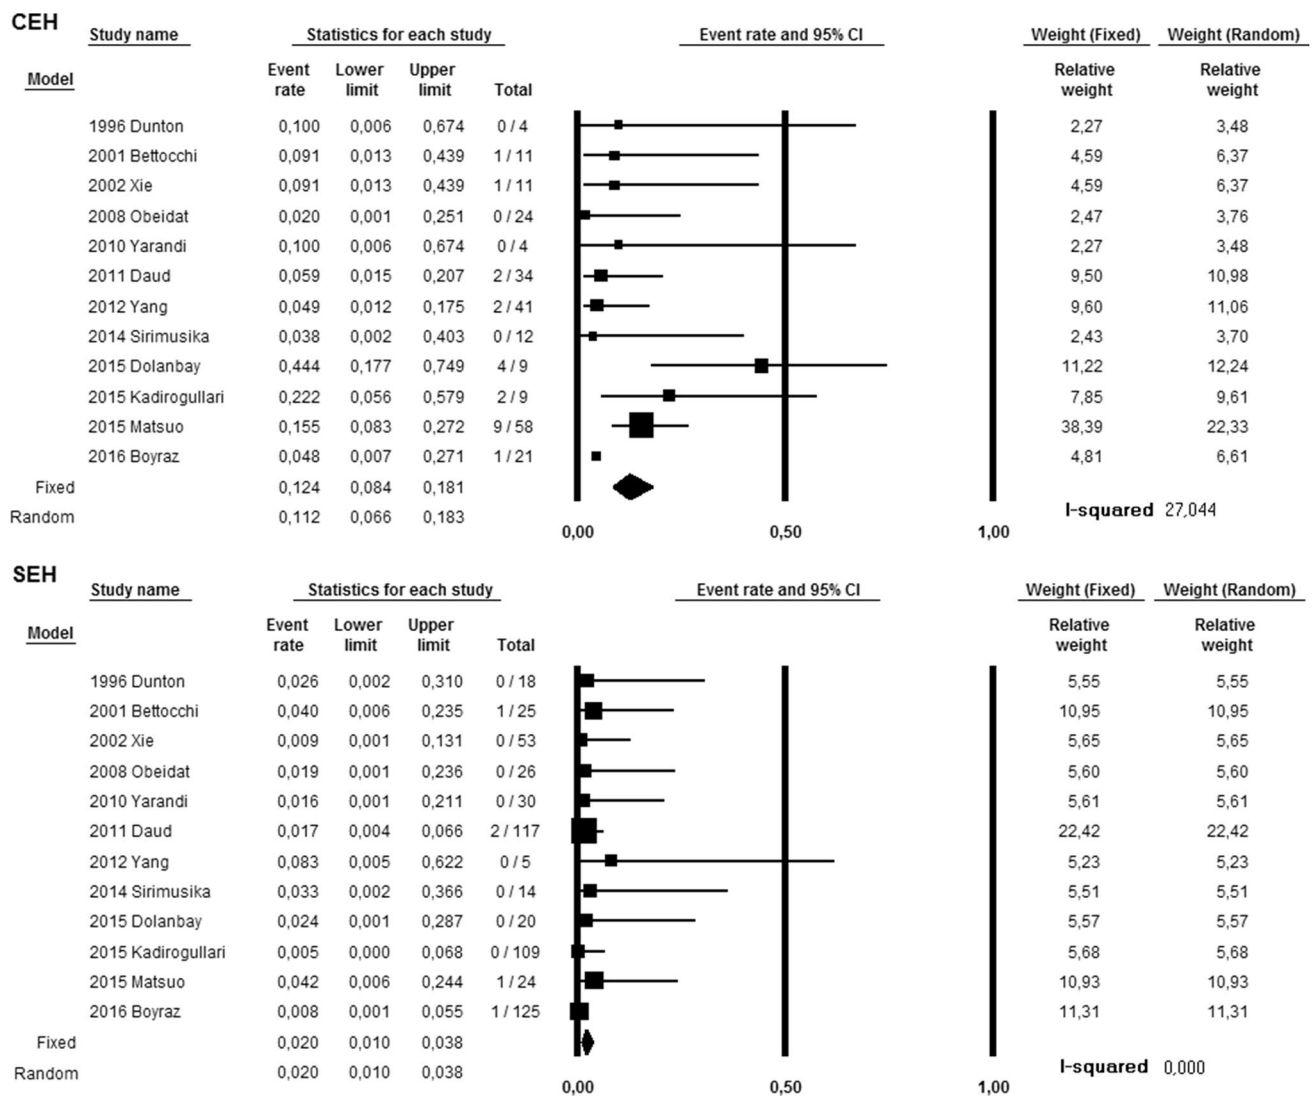 CEH
Study name Statistics for each study Event rate and 95% CI Weight (Fixed) Weight (Random)
Model Event rate Lower limit Upper limit Total Relative weight Relative weight
1996 Dunton 0,100 0,006 0,674 0 / 4 2,27 3,48
2001 Bettocchi 0,091 0,013 0,439 1 / 11 4,59 6,37
2002 Xie 0,091 0,013 0,439 1 / 11 4,59 6,37
2008 Obeidat 0,020 0,001 0,251 0 / 24 2,47 3,76
2010 Yarandi 0,100 0,006 0,674 0 / 4 2,27 3,48
2011 Daud 0,059 0,015 0,207 2 / 34 9,50 10,98
2012 Yang 0,049 0,012 0,175 2 / 41 9,60 11,06
2014 Sirimusika 0,038 0,002 0,403 0 / 12 2,43 3,70
2015 Dolanbay 0,444 0,177 0,749 4 / 9 11,22 12,24
2015 Kadirogullari 0,222 0,056 0,579 2 / 9 7,85 9,61
2015 Matsuo 0,155 0,083 0,272 9 / 58 38,39 22,33
2016 Boyraz 0,048 0,007 0,271 1 / 21 4,81 6,61
Fixed 0,124 0,084 0,181
Random 0,112 0,066 0,183 I-squared 27,044
0,00 0,50 1,00
SEH
Study name Statistics for each study Event rate and 95% CI Weight (Fixed) Weight (Random)
Model Event rate Lower limit Upper limit Total Relative weight Relative weight
1996 Dunton 0,026 0,002 0,310 0 / 18 5,55 5,55
2001 Bettocchi 0,040 0,006 0,235 1 / 25 10,95 10,95
2002 Xie 0,009 0,001 0,131 0 / 53 5,65 5,65
2008 Obeidat 0,019 0,001 0,236 0 / 26 5,60 5,60
2010 Yarandi 0,016 0,001 0,211 0 / 30 5,61 5,61
2011 Daud 0,017 0,004 0,066 2 / 117 22,42 22,42
2012 Yang 0,083 0,005 0,622 0 / 5 5,23 5,23
2014 Sirimusika 0,033 0,002 0,366 0 / 14 5,51 5,51
2015 Dolanbay 0,024 0,001 0,287 0 / 20 5,57 5,57
2015 Kadirogullari 0,005 0,000 0,068 0 / 109 5,68 5,68
2015 Matsuo 0,042 0,006 0,244 1 / 24 10,93 10,93
2016 Boyraz 0,008 0,001 0,055 1 / 125 11,31 11,31
Fixed 0,020 0,010 0,038
Random 0,020 0,010 0,038 I-squared 0,000
0,00 0,50 1,00